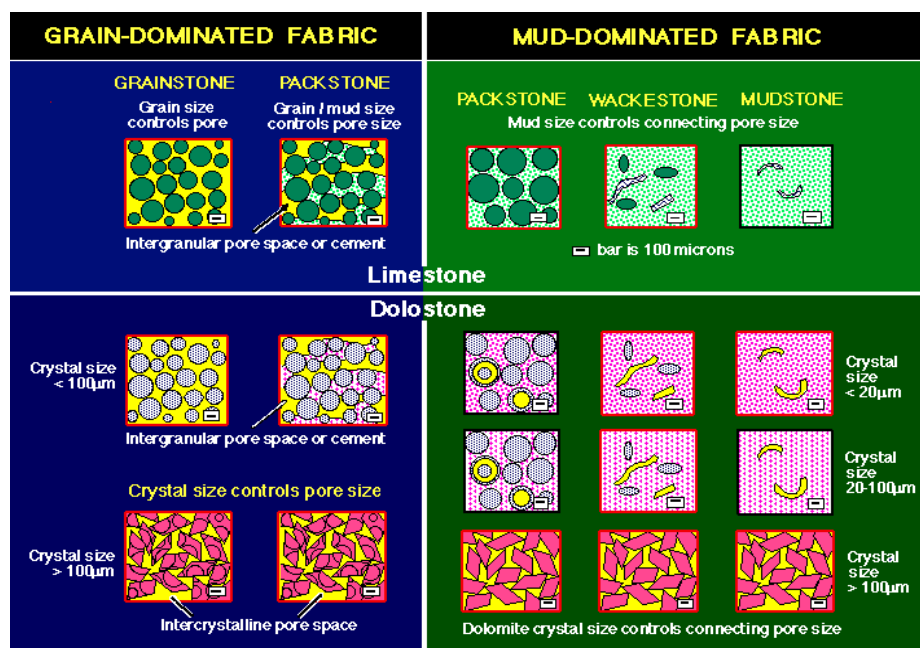 GRAIN-DOMINATED FABRIC
MUD-DOMINATED FABRIC
GRAINSTONE
Grain size
controls pore
PACKSTONE
Grain / mud size
controls pore size
Intergranular pore space or cement
PACKSTONE
WACKESTONE
MUDSTONE
Mud size controls connecting pore size
bar is 100 microns
Limestone
Dolostone
Crystal size
< 100µm
Intergranular pore space or cement
Crystal size controls pore size
Crystal size
> 100µm
Intercrystalline pore space
Crystal
size
< 20µm
Crystal
size
20-100µm
Crystal
size
> 100µm
Dolomite crystal size controls connecting pore size